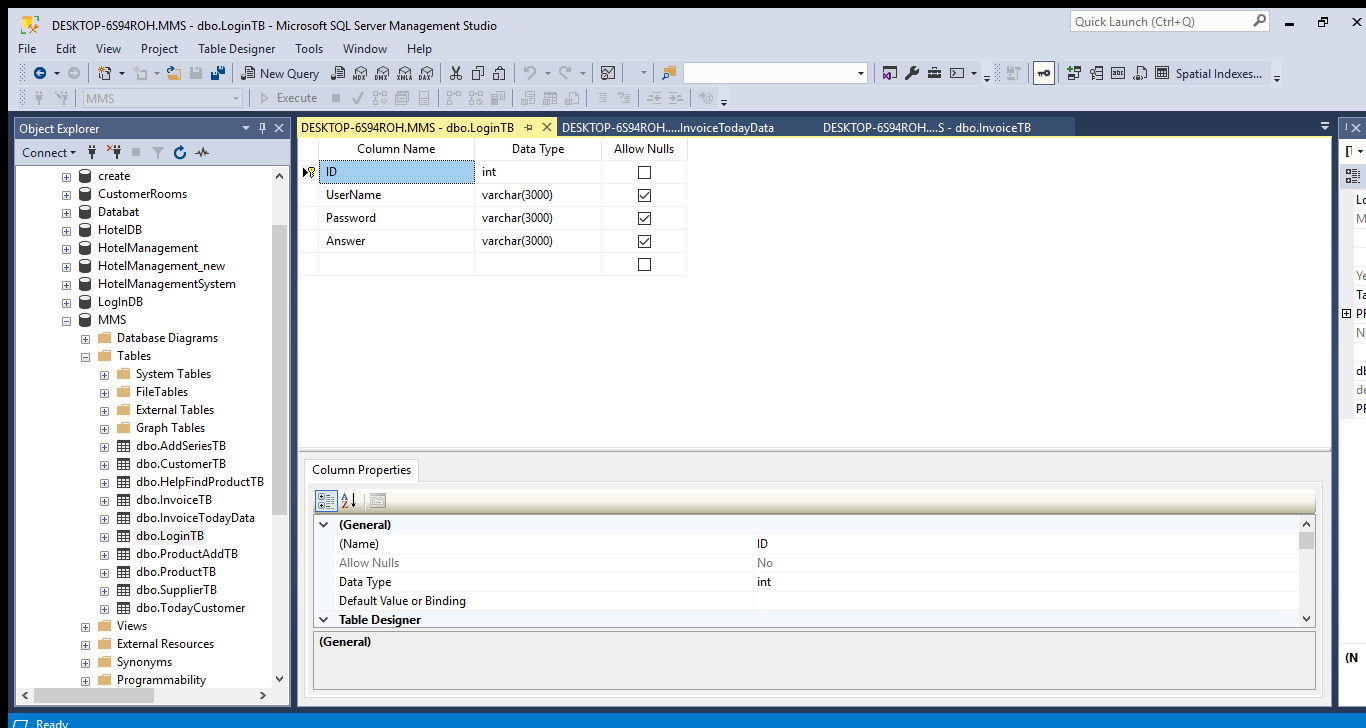 DESKTOP-6S94ROH.MMS - dbo.LoginTB - Microsoft SQL Server Management Studio
Quick Launch (Ctrl+Q)
File Edit View Project Table Designer Tools Window Help
New Query
Spatial Indexes...
MMS
Execute
Object Explorer
DESKTOP-6S94ROH.MMS - dbo.LoginTB
DESKTOP-6S94ROH.....InvoiceTodayData
DESKTOP-6S94ROH....S - dbo.InvoiceTB
Connect
create
CustomerRooms
Databat
HotelDB
HotelManagement
HotelManagement_new
HotelManagementSystem
LogInDB
MMS
Database Diagrams
Tables
System Tables
FileTables
External Tables
Graph Tables
dbo.AddSeriesTB
dbo.CustomerTB
dbo.HelpFindProductTB
dbo.InvoiceTB
dbo.InvoiceTodayData
dbo.LoginTB
dbo.ProductAddTB
dbo.ProductTB
dbo.SupplierTB
dbo.TodayCustomer
Views
External Resources
Synonyms
Programmability
Column Name Data Type Allow Nulls
ID int
UserName varchar(3000)
Password varchar(3000)
Answer varchar(3000)
Column Properties
(General)
(Name) ID
Allow Nulls No
Data Type int
Default Value or Binding
Table Designer
(General)
Ready